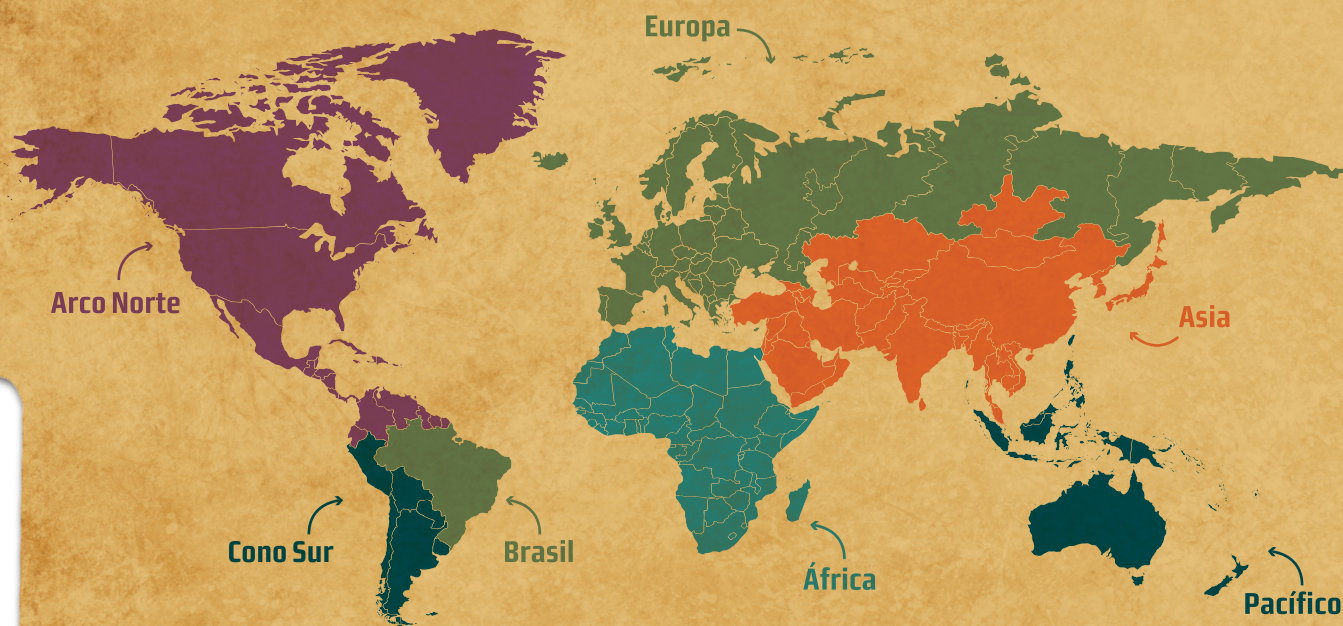 Europa
Arco Norte
Asia
Cono Sur
Brasil
África
Pacífico